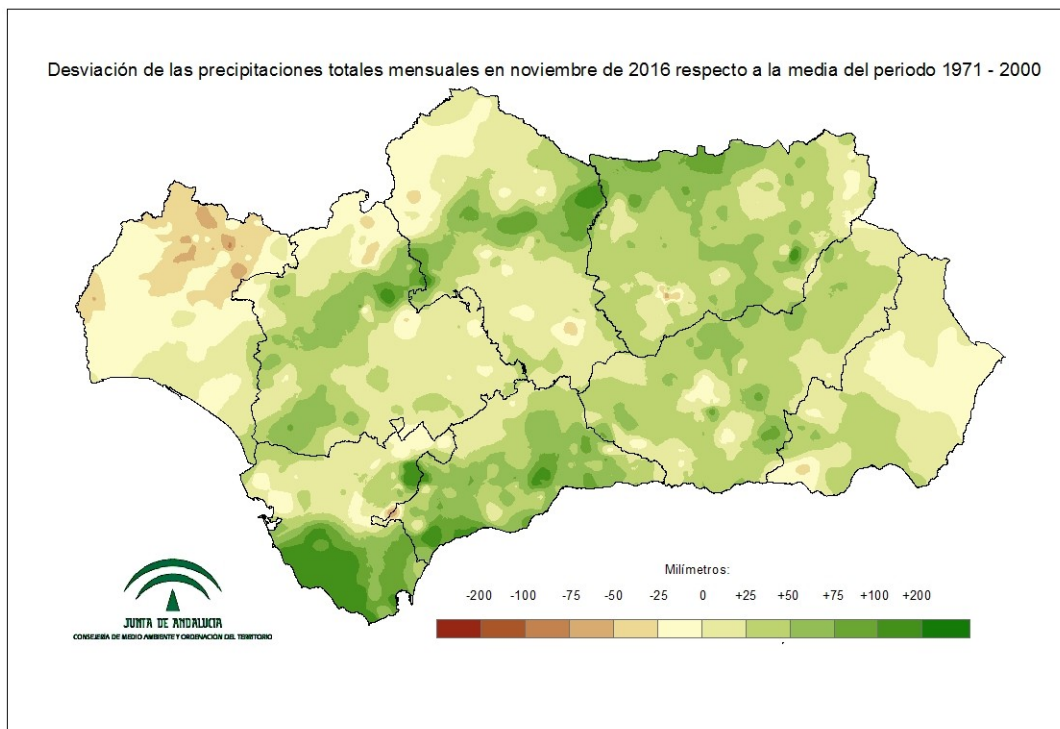 Desviación de las precipitaciones totales mensuales en noviembre de 2016 respecto a la media del periodo 1971 - 2000
Milímetros:
-200 -100 -75 -50 -25 0 +25 +50 +75 +100 +200
JUNTA DE ANDALUCIA
CONSEJERÍA DE MEDIO AMBIENTE Y ORDENACIÓN DEL TERRITORIO